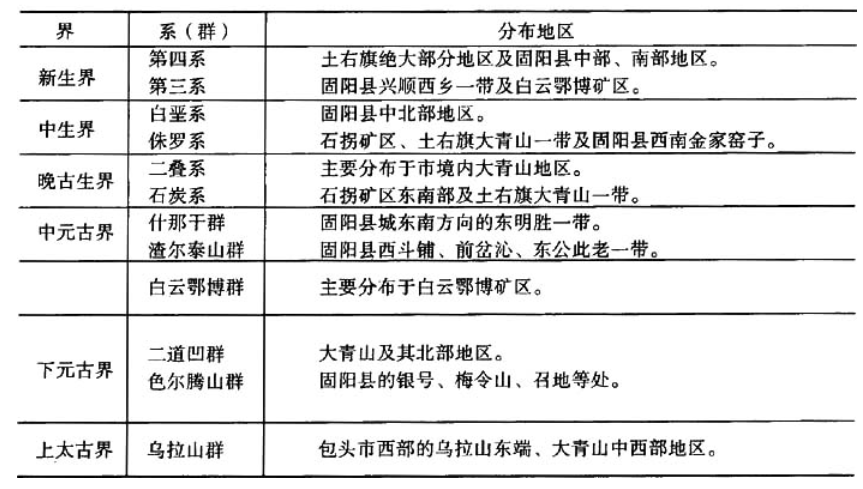 界 系（群） 分布地区
新生界 第四系 土右旗绝大部分地区及固阳县中部、南部地区。
第三系 固阳县兴顺西乡一带及白云鄂博矿区。
中生界 白垩系 固阳县中北部地区。
侏罗系 石拐矿区、土右旗大青山一带及固阳县西南金家窑子。
晚古生界 二叠系 主要分布于市境内大青山地区。
石炭系 石拐矿区东南部及土右旗大青山一带。
中元古界 什那干群 固阳县城东南方向的东明胜一带。
渣尔泰山群 固阳县西斗铺、前岔沁、东公此老一带。
白云鄂博群 主要分布于白云鄂博矿区。
下元古界 二道凹群 大青山及其北部地区。
色尔腾山群 固阳县的银号、梅令山、召地等处。
上太古界 乌拉山群 包头市西部的乌拉山东端、大青山中西部地区。